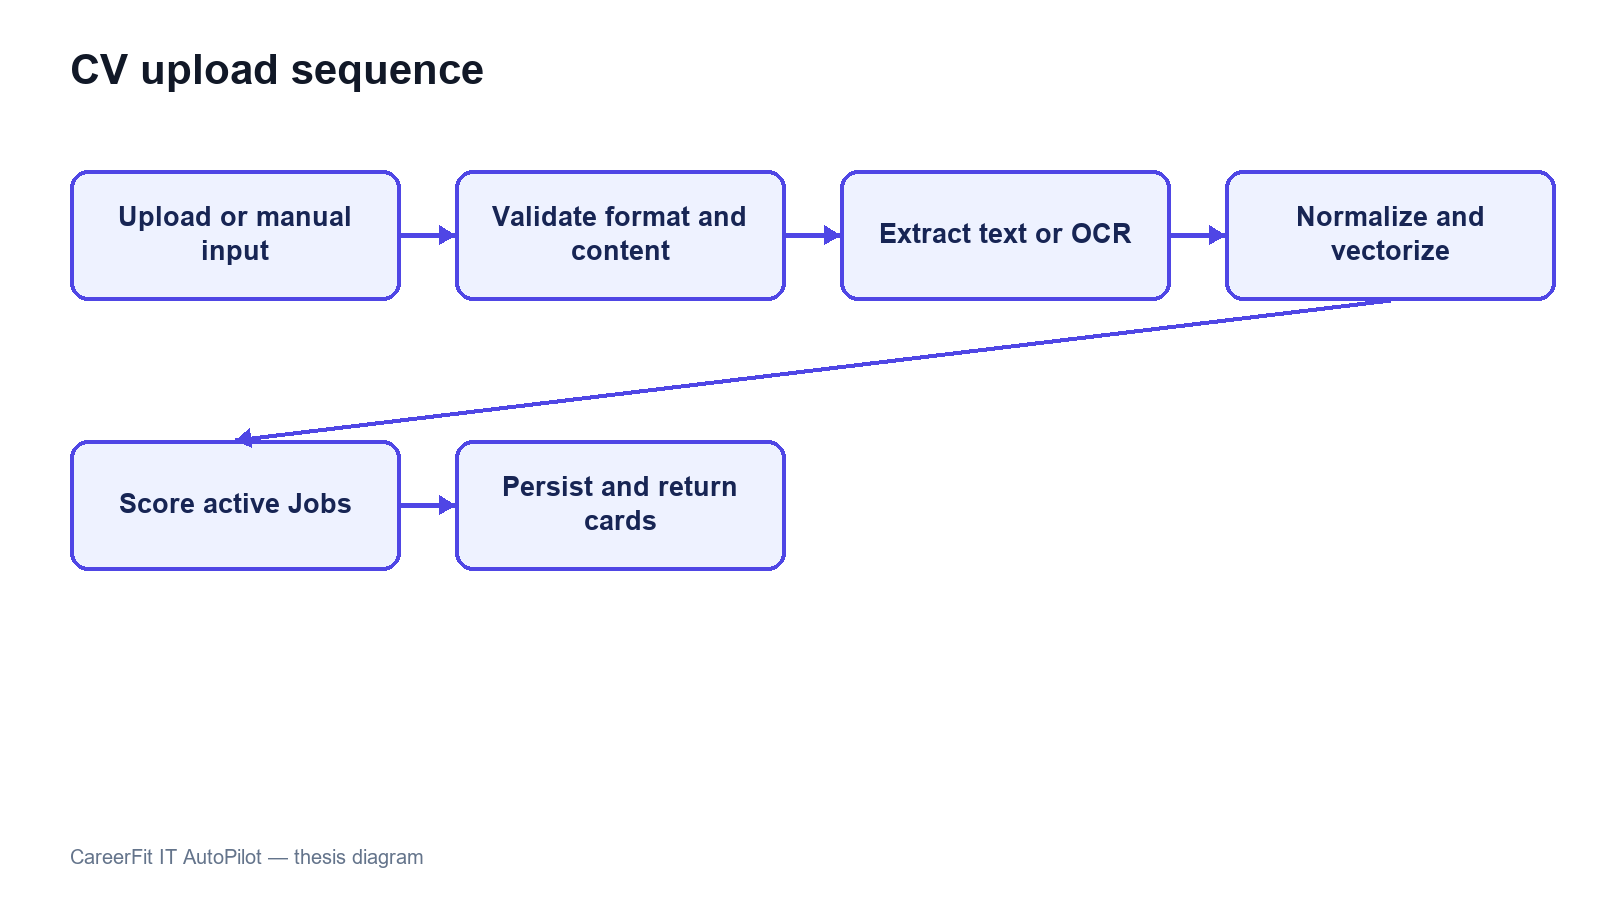 CV upload sequence
Upload or manual
input
Validate format and
content
Extract text or OCR
Normalize and
vectorize
Score active Jobs
Persist and return
cards
CareerFit IT AutoPilot — thesis diagram